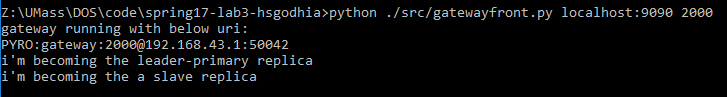 Z:\UMass\DOS\code\spring17-lab3-hsgodhia>python ./src/gatewayfront.py localhost:9090 2000
gateway running with below uri:
PYRO:gateway:2000@192.168.43.1:50042
i'm becoming the leader-primary replica
i'm becoming the a slave replica